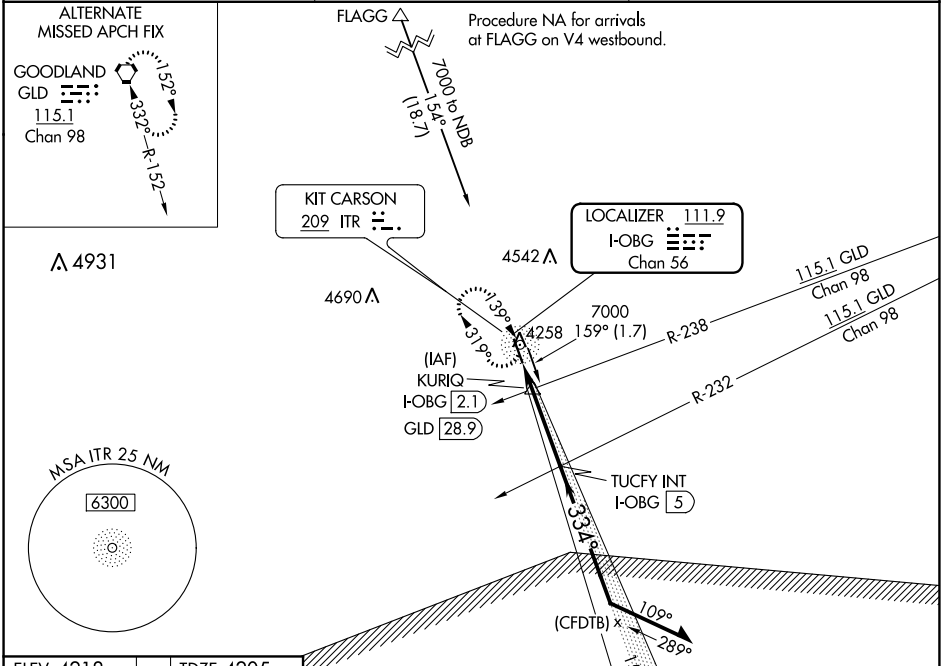 ALTERNATE
MISSED APCH FIX
GOODLAND
GLD
115.1
Chan 98
152°
332°
R-152
FLAGG
Procedure NA for arrivals
at FLAGG on V4 westbound.
7000 to NDB
154°
(18.7)
KIT CARSON
209 ITR
LOCALIZER 111.9
I-OBG
Chan 56
4931
4542
4690
4258
139°
319°
7000
159° (1.7)
115.1 GLD
Chan 98
R-238
115.1 GLD
Chan 98
R-232
(IAF)
KURIQ
I-OBG 2.1
GLD 28.9
TUCFY INT
I-OBG 5
334°
MSA ITR 25 NM
6300
109°
(CFDTB) x
289°
ELEV 4219
TDZE 4205